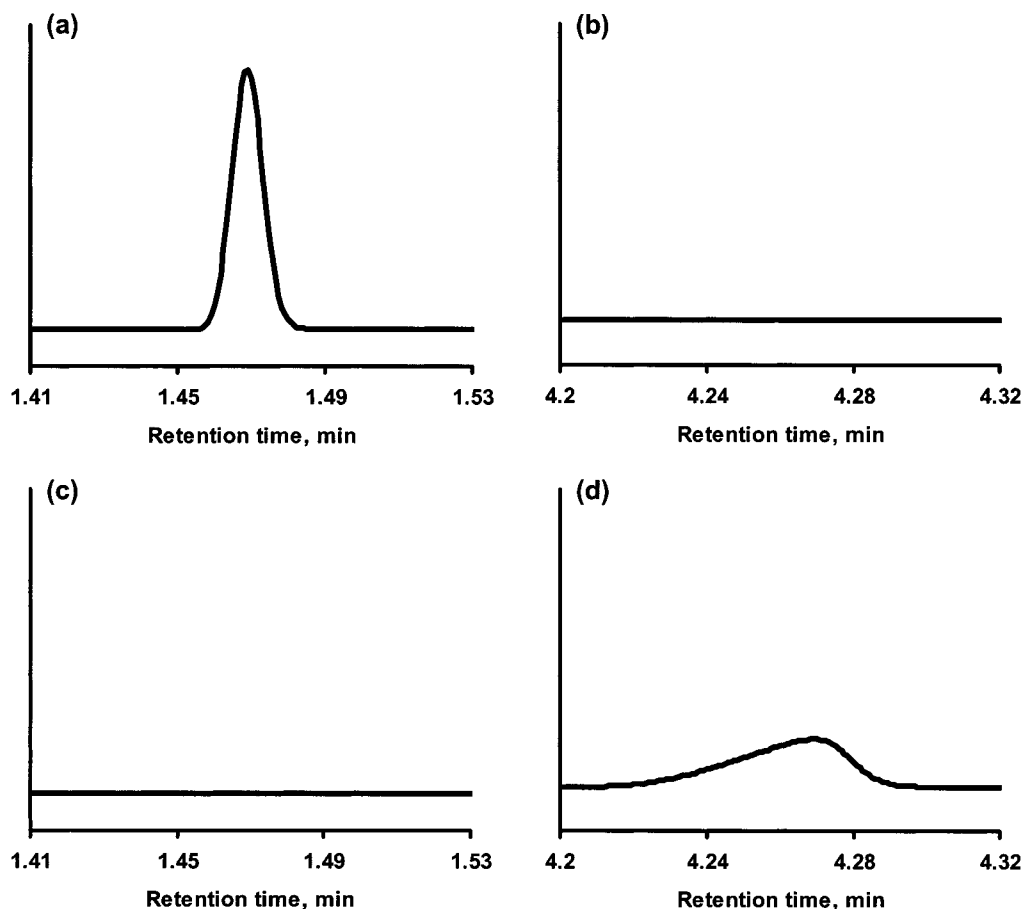 (a)
1.41 1.45 1.49 1.53
Retention time, min
(b)
4.2 4.24 4.28 4.32
Retention time, min
(c)
1.41 1.45 1.49 1.53
Retention time, min
(d)
4.2 4.24 4.28 4.32
Retention time, min